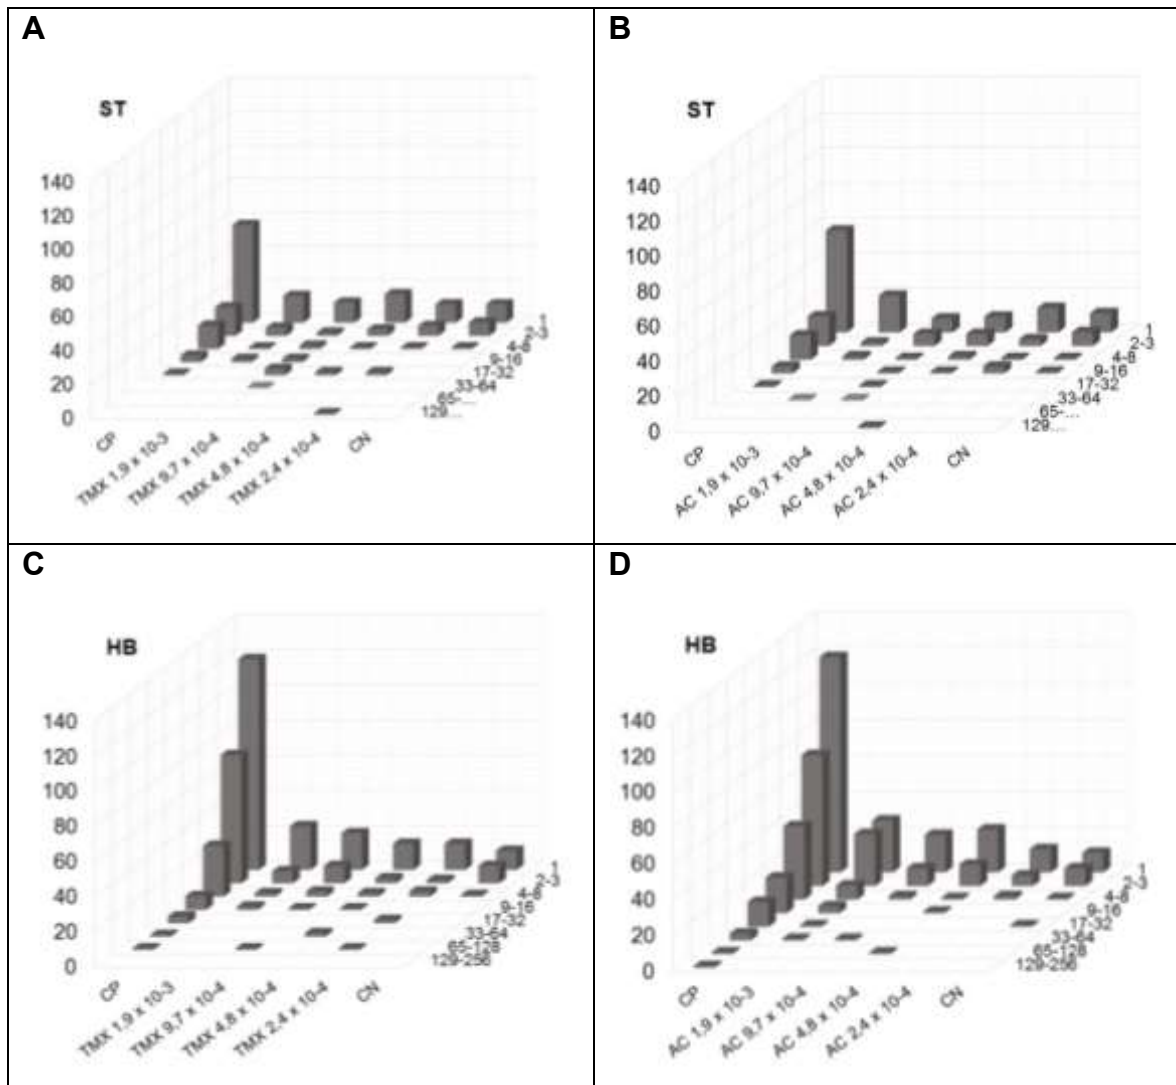 A
ST
140
120
100
80
60
40
20
0
CP
TMX 1,9 x 10-3
TMX 9,7 x 10-4
TMX 4,8 x 10-4
TMX 2,4 x 10-4
CN
1
2-3
4-8
9-16
17-32
33-64
65-...
129...
B
ST
140
120
100
80
60
40
20
0
CP
AC 1,9 x 10-3
AC 9,7 x 10-4
AC 4,8 x 10-4
AC 2,4 x 10-4
CN
1
2-3
4-8
9-16
17-32
33-64
65-...
129...
C
HB
140
120
100
80
60
40
20
0
CP
TMX 1,9 x 10-3
TMX 9,7 x 10-4
TMX 4,8 x 10-4
TMX 2,4 x 10-4
CN
1
2-3
4-8
9-16
17-32
33-64
65-128
129-256
D
HB
140
120
100
80
60
40
20
0
CP
AC 1,9 x 10-3
AC 9,7 x 10-4
AC 4,8 x 10-4
AC 2,4 x 10-4
CN
1
2-3
4-8
9-16
17-32
33-64
65-128
129-256